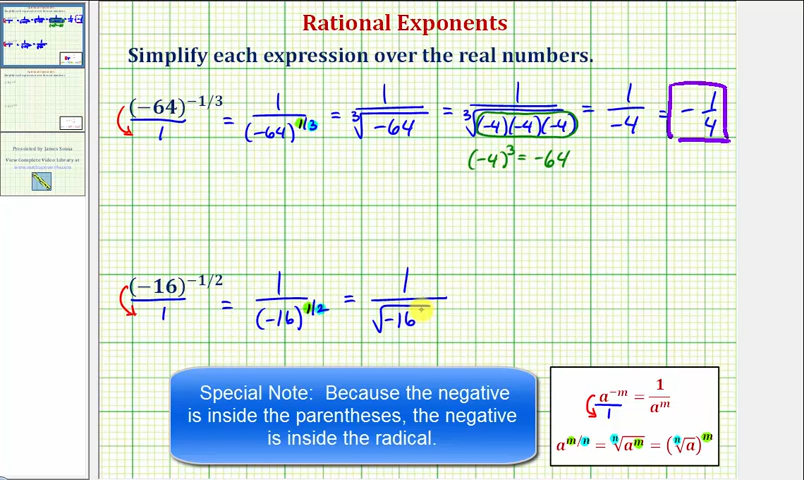 Rational Exponents
Simplify each expression over the real numbers.
(−64)^{−1/3} / 1 = 1 / (−64)^{1/3} = 1 / ∛−64 = 1 / ∛(−4)(−4)(−4) = 1 / −4 = − 1/4
(−4)³ = −64
(−16)^{−1/2} / 1 = 1 / (−16)^{1/2} = 1 / √−16
Special Note: Because the negative
is inside the parentheses, the negative
is inside the radical.
a^{−m} / 1 = 1 / a^m
a^{m/n} = ⁿ√a^m = (ⁿ√a)^m
Presented by James Sousa